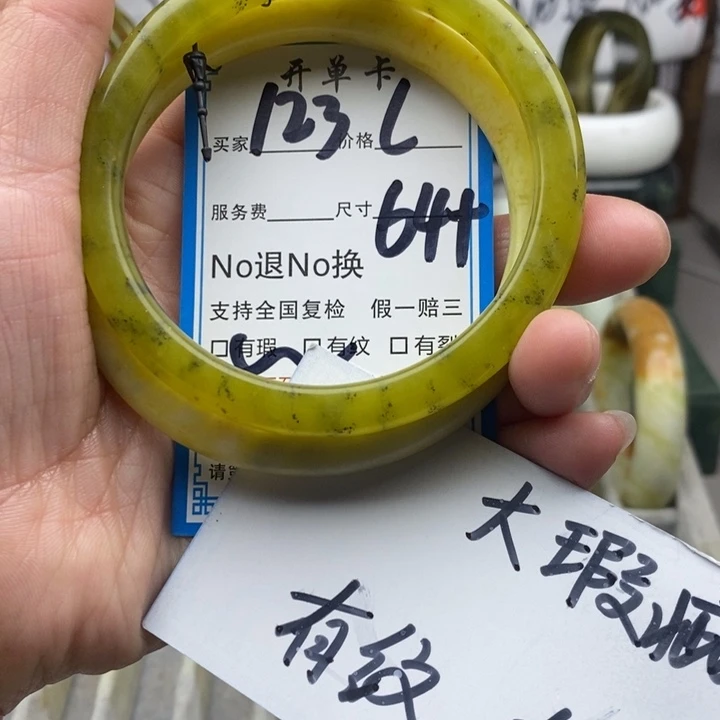 开单卡
买家 123 价格 L
服务费 尺寸 644
No退No换
支持全国复检 假一赔三
口有瑕 口有纹 口有裂
请
大瑕疵
有纹